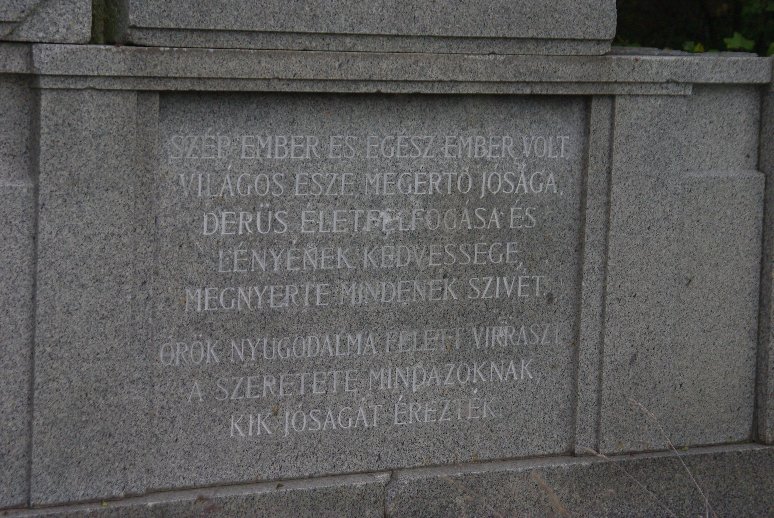 SZÉP EMBER ÉS EGÉSZ EMBER VOLT
VILÁGOS ESZE MEGÉRTŐ JÓSÁGA,
DERŰS ÉLETFELFOGÁSA ÉS
LÉNYÉNEK KEDVESSÉGE,
MEGNYERTE MINDENEK SZIVÉT.
ÖRÖK NYUGODALMA FELETT VIRRASZT
A SZERETETE MINDAZOKNAK,
KIK JÓSÁGÁT ÉREZTÉK.